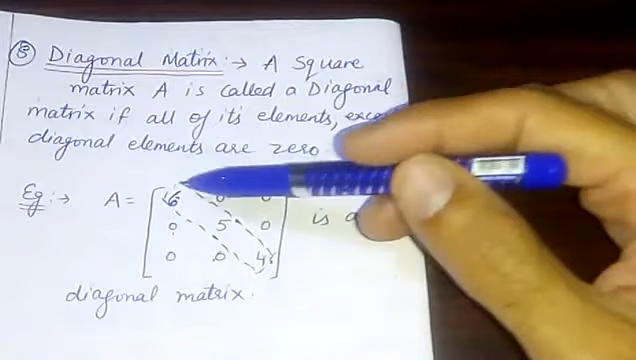 5 Diagonal Matrix:→ A Square
matrix A is called a Diagonal
matrix if all of its elements,
diagonal elements are zero
Eg:→ A = 6 0 0 is a
0 5 0
0 0 4
diagonal matrix.